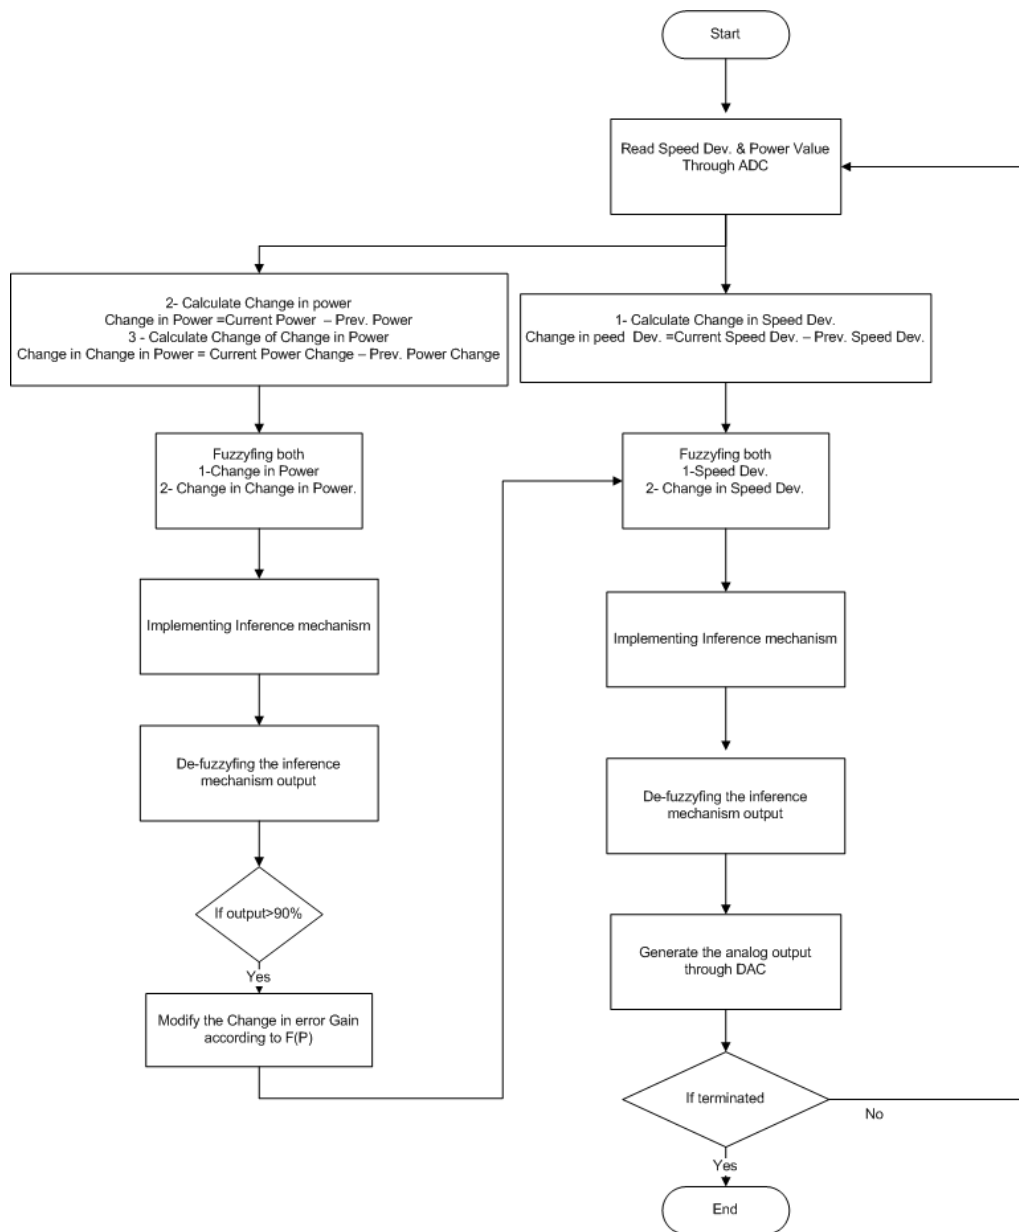 Start
Read Speed Dev. & Power Value
Through ADC
2- Calculate Change in power
Change in Power =Current Power – Prev. Power
3 - Calculate Change of Change in Power
Change in Change in Power = Current Power Change – Prev. Power Change
1- Calculate Change in Speed Dev.
Change in peed Dev. =Current Speed Dev. – Prev. Speed Dev.
Fuzzyfing both
1-Change in Power
2- Change in Change in Power.
Fuzzyfing both
1-Speed Dev.
2- Change in Speed Dev.
Implementing Inference mechanism
Implementing Inference mechanism
De-fuzzyfing the inference
mechanism output
De-fuzzyfing the inference
mechanism output
If output>90%
Yes
Modify the Change in error Gain
according to F(P)
Generate the analog output
through DAC
If terminated
No
Yes
End